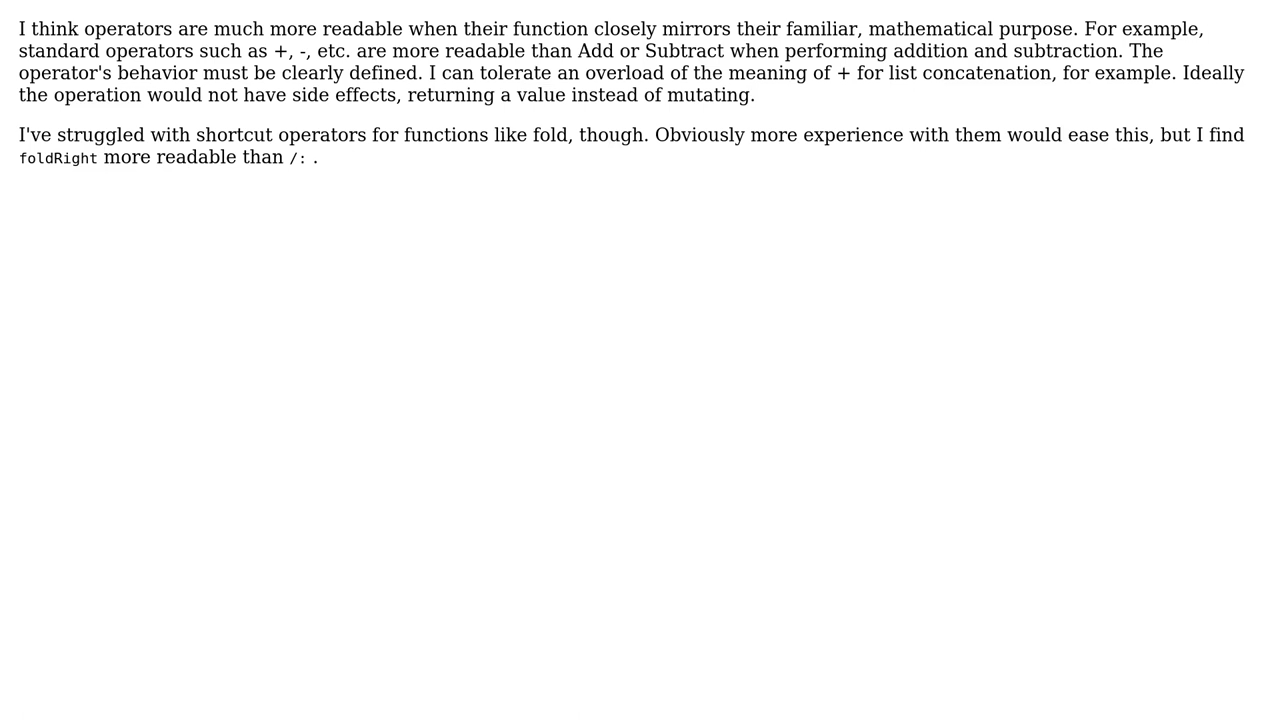 I think operators are much more readable when their function closely mirrors their familiar, mathematical purpose. For example,
standard operators such as +, -, etc. are more readable than Add or Subtract when performing addition and subtraction. The
operator's behavior must be clearly defined. I can tolerate an overload of the meaning of + for list concatenation, for example. Ideally
the operation would not have side effects, returning a value instead of mutating.
I've struggled with shortcut operators for functions like fold, though. Obviously more experience with them would ease this, but I find
foldRight more readable than /: .